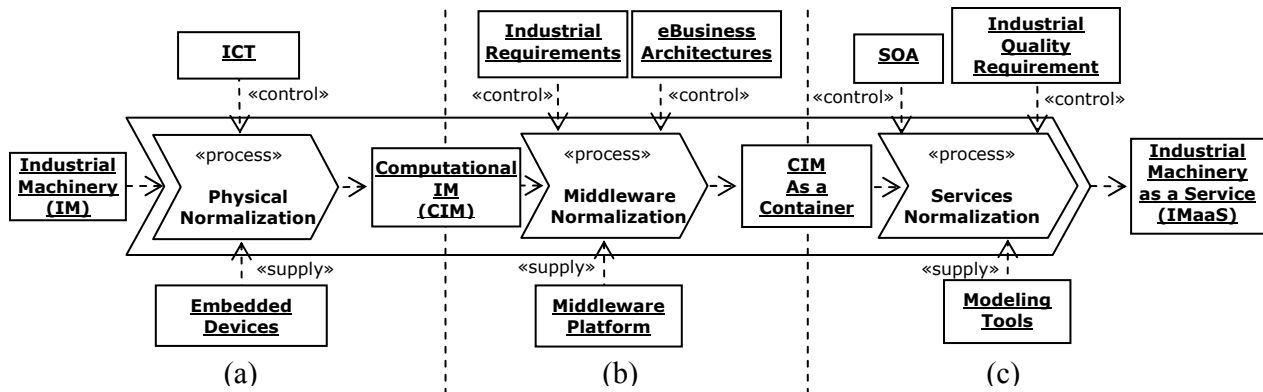 ICT
«control»
Industrial
Machinery
(IM)
«process»
Physical
Normalization
«supply»
Embedded
Devices
(a)
Industrial
Requirements
eBusiness
Architectures
«control»
«control»
Computational
IM
(CIM)
«process»
Middleware
Normalization
«supply»
Middleware
Platform
(b)
SOA
Industrial
Quality
Requirement
«control»
«control»
CIM
As a
Container
«process»
Services
Normalization
Industrial
Machinery
as a Service
(IMaaS)
«supply»
Modeling
Tools
(c)